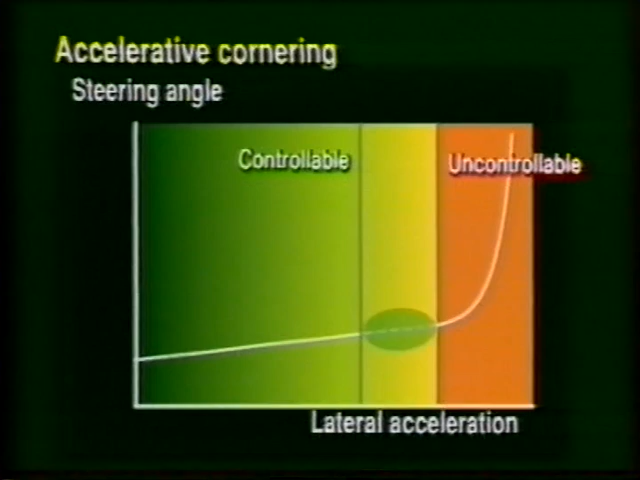 Accelerative cornering
Steering angle
Controllable
Uncontrollable
Lateral acceleration